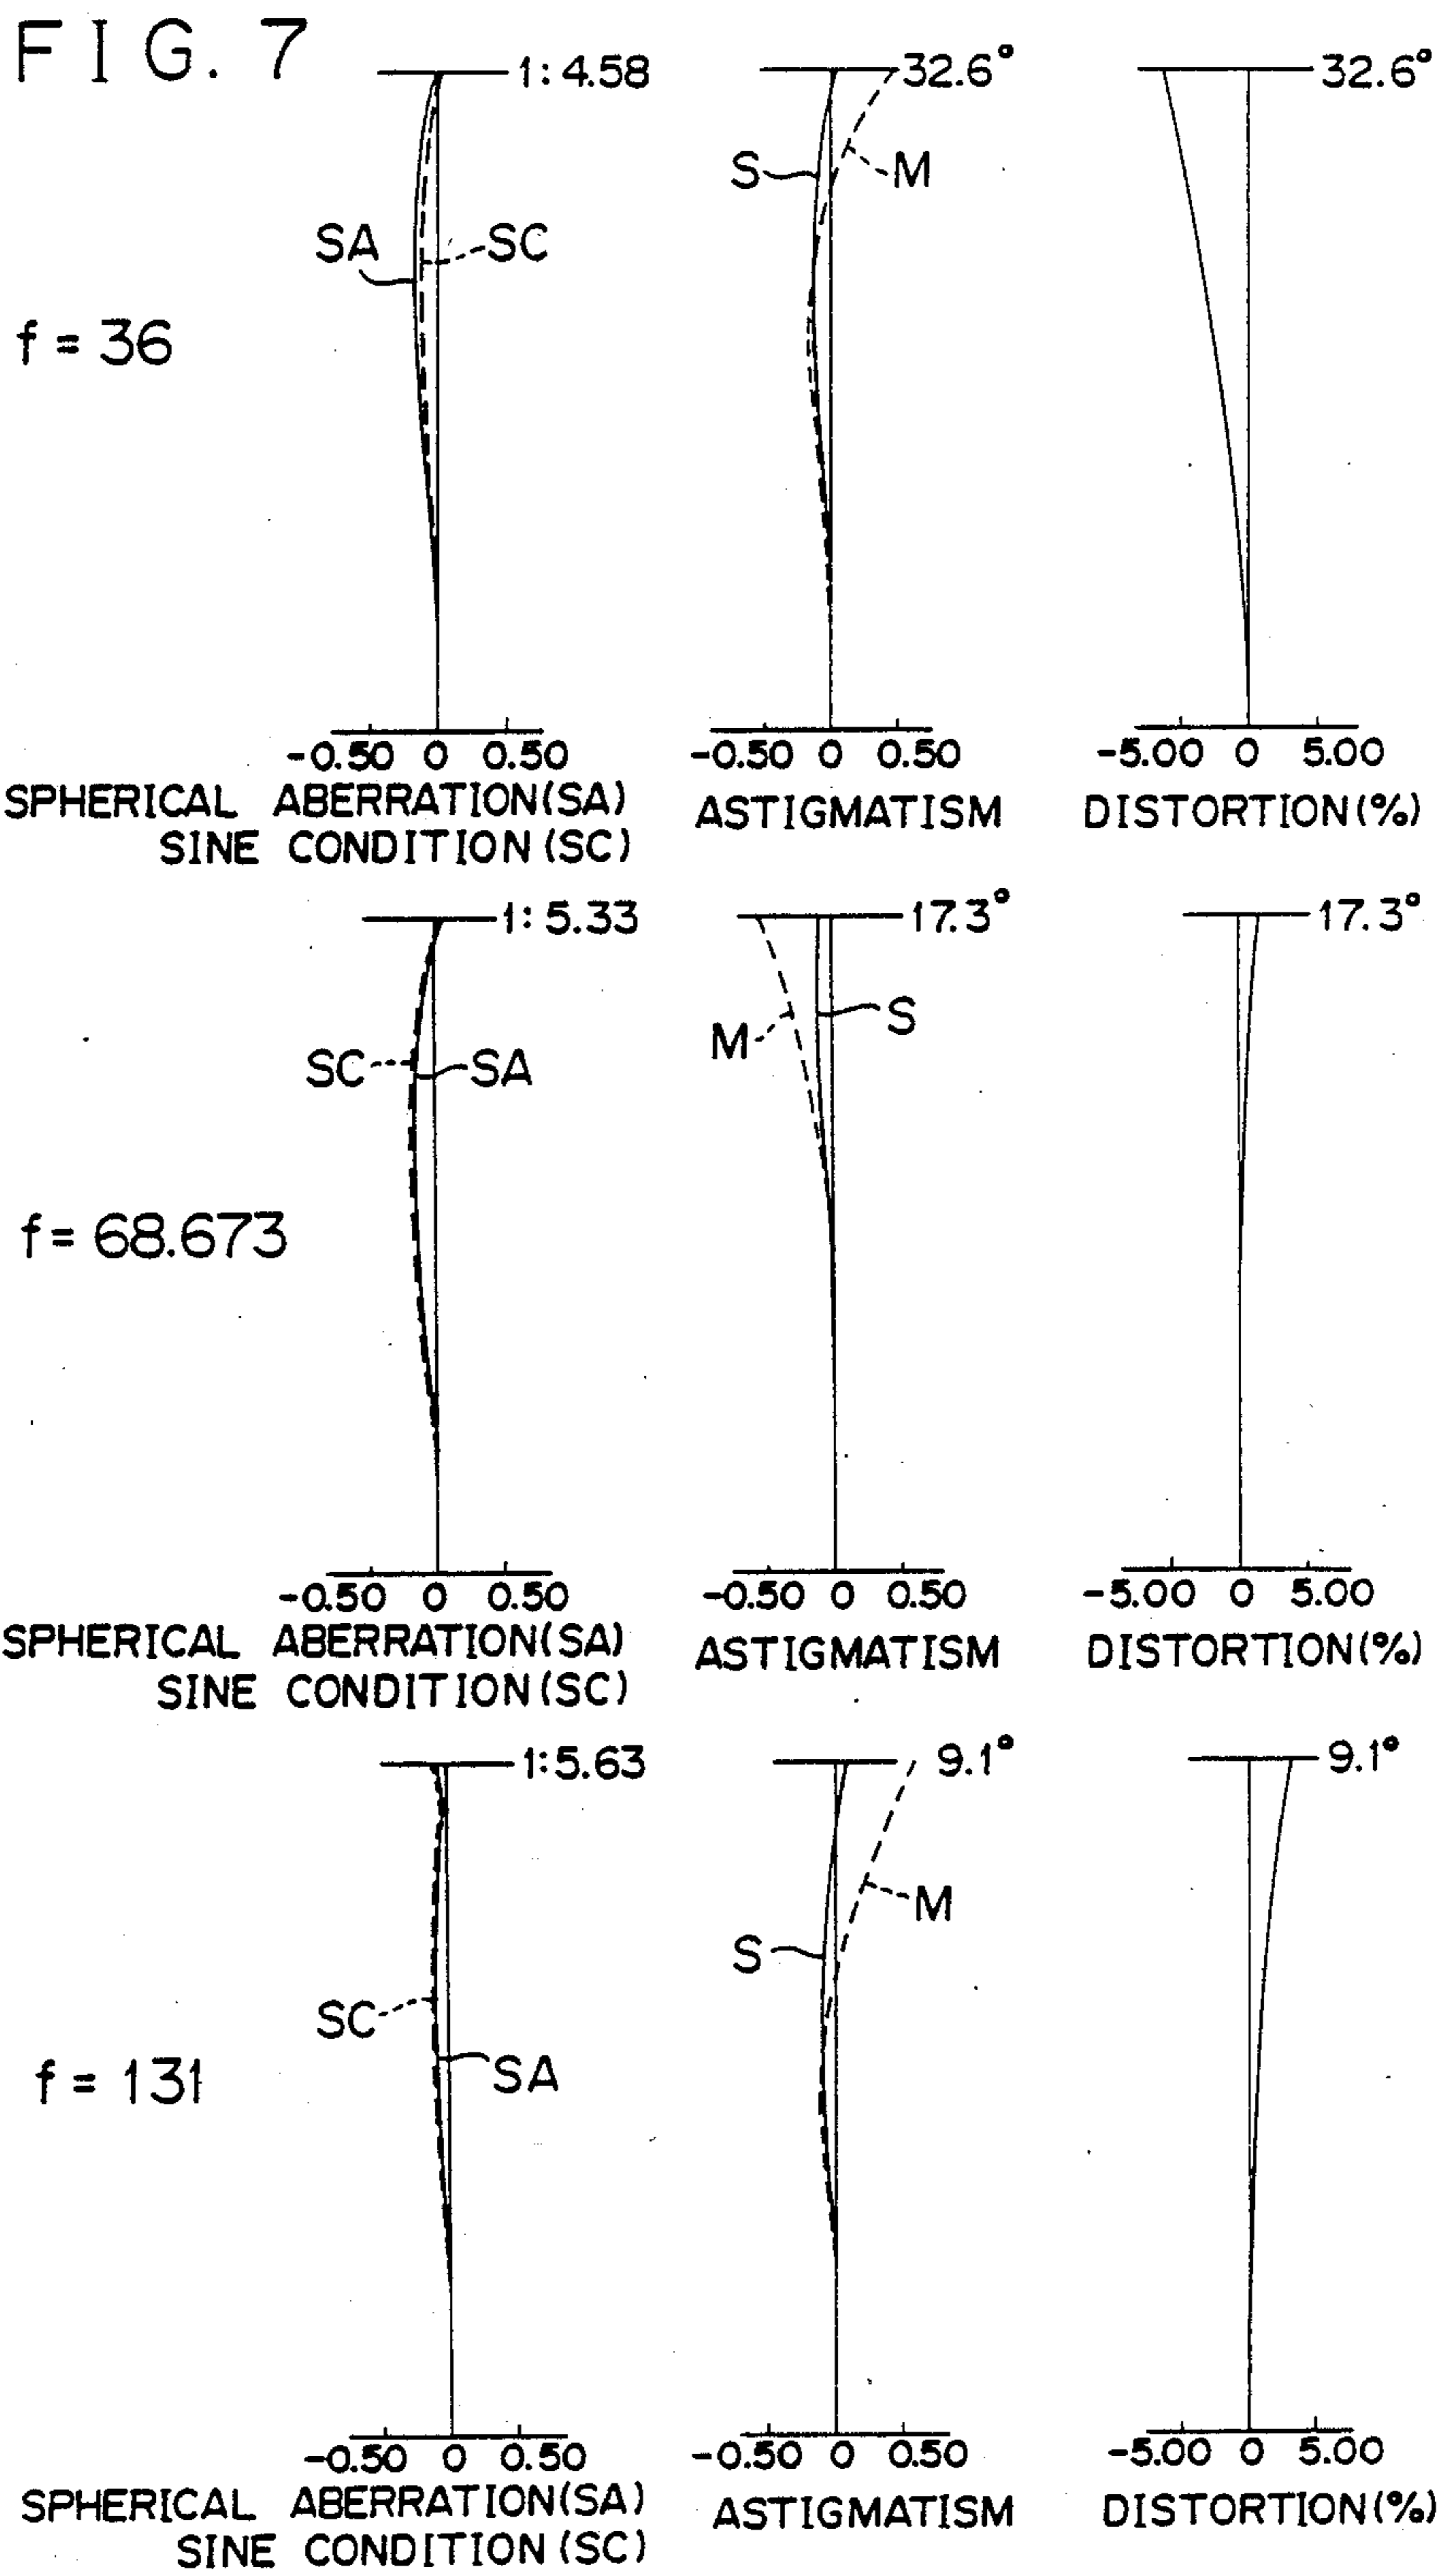 FIG. 7
1:4.58
32.6°
32.6°
S
M
SA
SC
f = 36
-0.50 0 0.50
-0.50 0 0.50
-5.00 0 5.00
SPHERICAL ABERRATION(SA)
SINE CONDITION(SC)
ASTIGMATISM
DISTORTION(%)
1:5.33
17.3°
17.3°
SC
SA
M
S
f = 68.673
-0.50 0 0.50
-0.50 0 0.50
-5.00 0 5.00
SPHERICAL ABERRATION(SA)
SINE CONDITION(SC)
ASTIGMATISM
DISTORTION(%)
1:5.63
9.1°
9.1°
M
S
SC
SA
f = 131
-0.50 0 0.50
-0.50 0 0.50
-5.00 0 5.00
SPHERICAL ABERRATION(SA)
SINE CONDITION(SC)
ASTIGMATISM
DISTORTION(%)